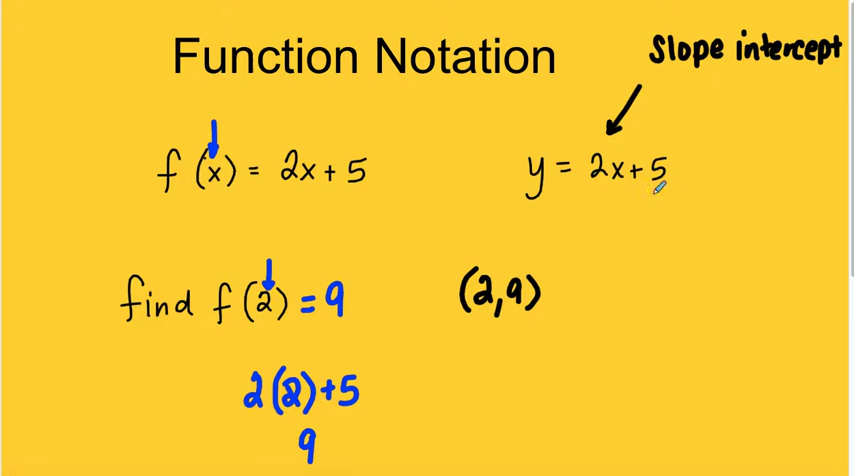 Function Notation
Slope intercept
f(x) = 2x + 5
y = 2x + 5
find f(2) = 9
(2,9)
2(2)+5
9